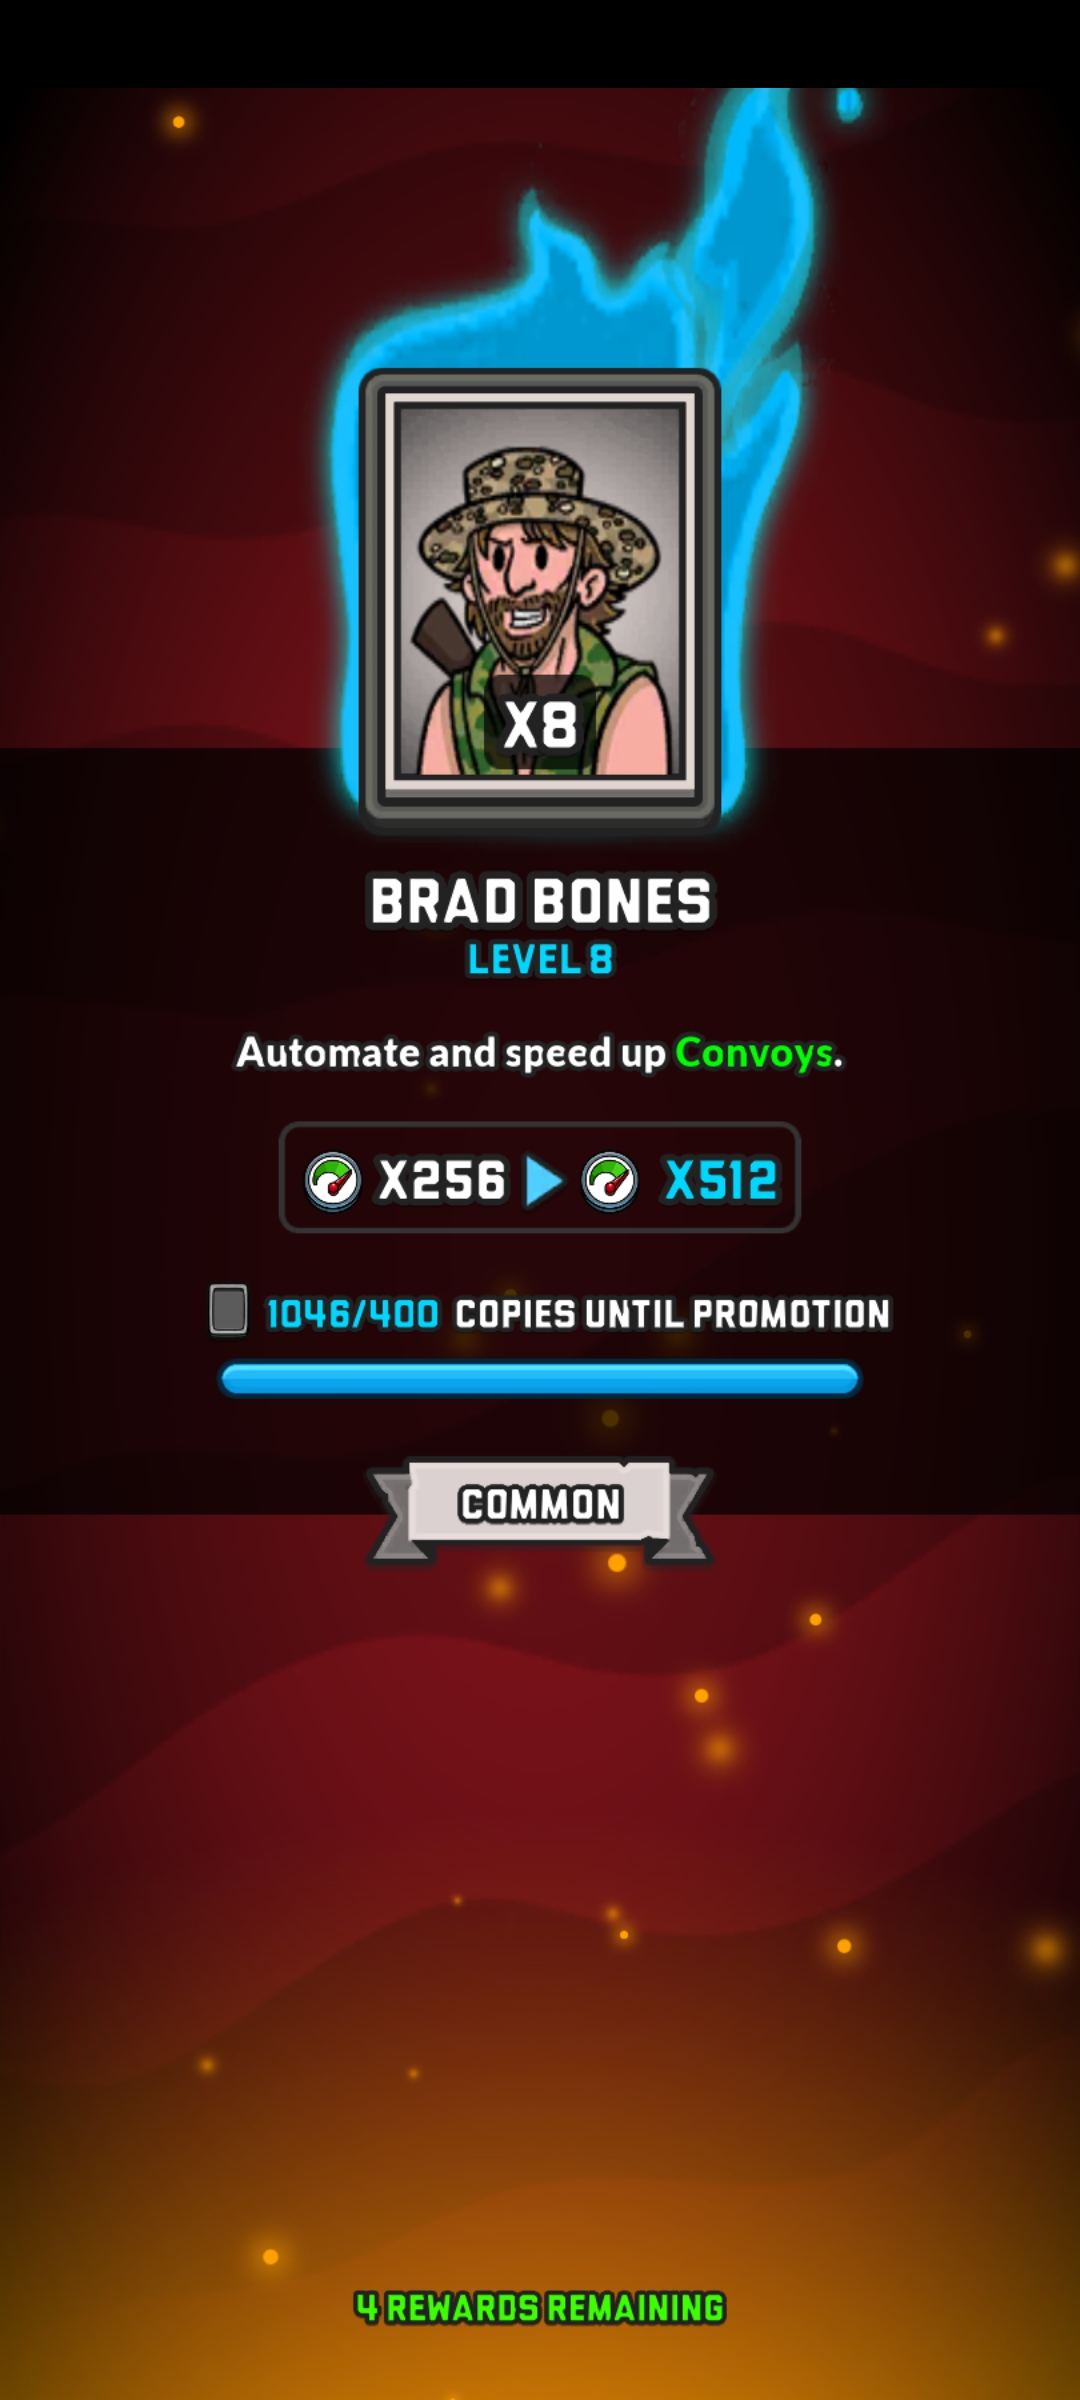 X8
BRAD BONES
LEVEL 8
Automate and speed up Convoys.
X256 X512
1046/400 COPIES UNTIL PROMOTION
COMMON
4 REWARDS REMAINING